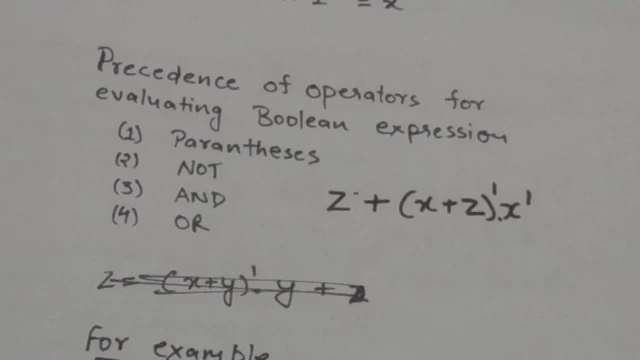 = x
Precedence of operators for
evaluating Boolean expression
(1) Parantheses
(2) NOT
(3) AND
(4) OR
z + (x+z)'.x'
z = (x+y)'. y +
For example